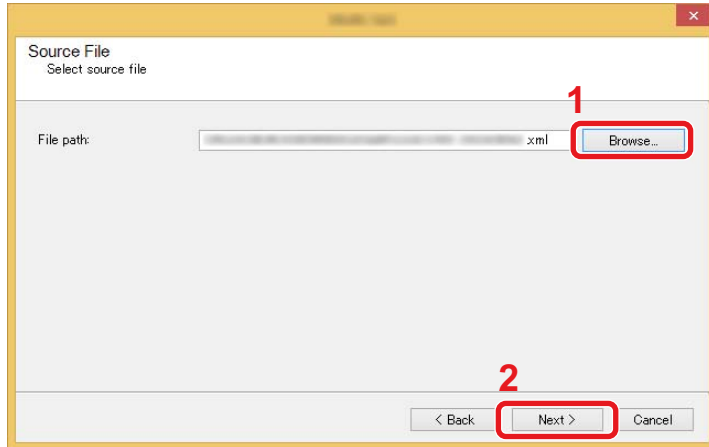 Source File
Select source file
1
File path: .xml Browse...
2
< Back Next > Cancel